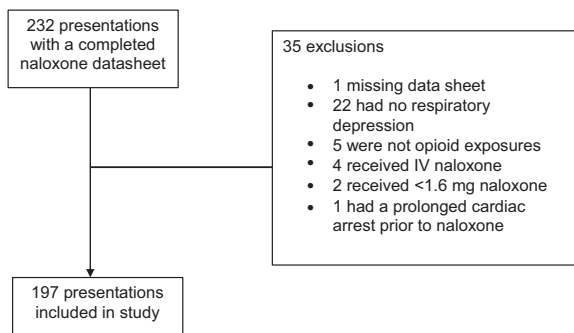 232 presentations
with a completed
naloxone datasheet
35 exclusions
• 1 missing data sheet
• 22 had no respiratory
depression
• 5 were not opioid exposures
• 4 received IV naloxone
• 2 received <1.6 mg naloxone
• 1 had a prolonged cardiac
arrest prior to naloxone
197 presentations
included in study